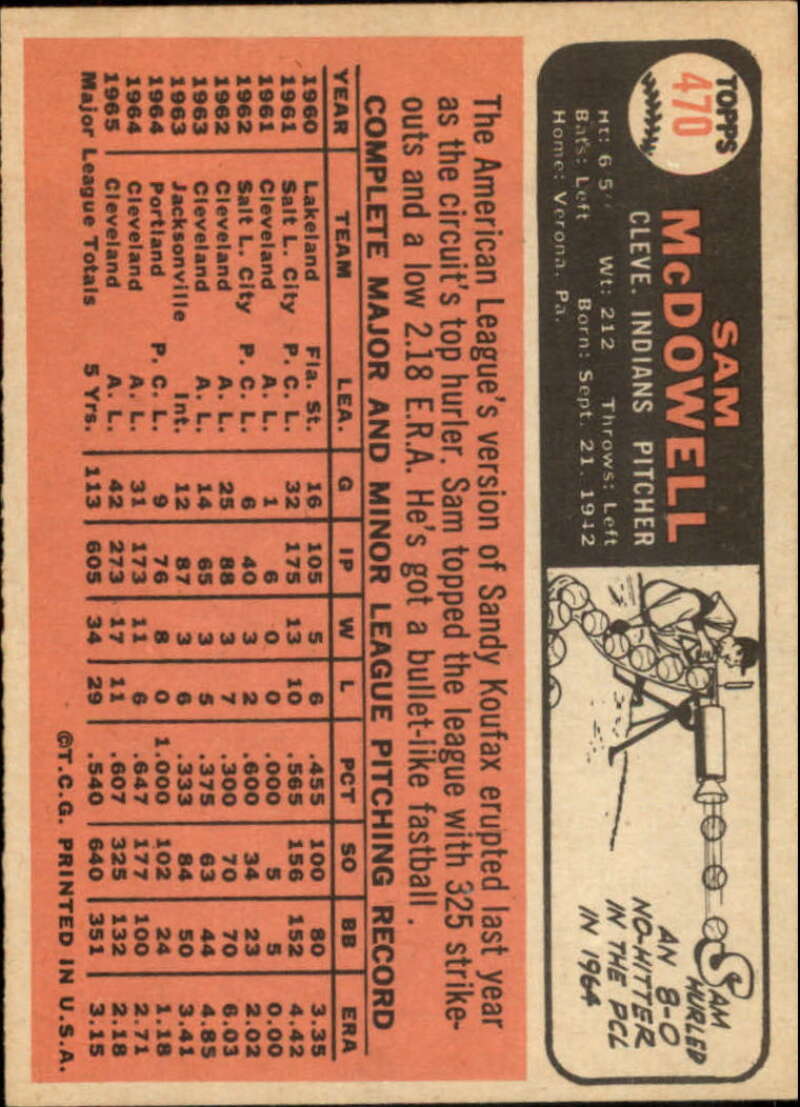 TOPPS
470
SAM
McDOWELL
CLEVE. INDIANS PITCHER
Ht: 6'5" Wt: 212 Throws: Left
Bats: Left Born: Sept. 21, 1942
Home: Verona, Pa.
SAM
HURLED
AN 8-0
NO-HITTER
IN THE PCL
IN 1964
The American League's version of Sandy Koufax erupted last year
as the circuit's top hurler. Sam topped the league with 325 strike-
outs and a low 2.18 E.R.A. He's got a bullet-like fastball.
COMPLETE MAJOR AND MINOR LEAGUE PITCHING RECORD
YEAR TEAM LEA. G IP W L PCT SO BB ERA
1960 Lakeland Fla. St. 16 105 5 6 .455 100 80 3.35
1961 Salt L. City P. C. L. 32 175 13 10 .565 156 152 4.42
1961 Cleveland A. L. 1 6 0 0 .000 5 5 0.00
1962 Salt L. City P. C. L. 6 40 3 2 .600 34 23 2.02
1962 Cleveland A. L. 25 88 3 7 .300 70 70 6.03
1963 Cleveland A. L. 14 65 3 5 .375 63 44 4.85
1963 Jacksonville Int. 12 87 3 6 .333 84 50 3.41
1964 Portland P. C. L. 9 76 8 0 1.000 102 24 1.18
1964 Cleveland A. L. 31 173 11 6 .647 177 100 2.71
1965 Cleveland A. L. 42 273 17 11 .607 325 132 2.18
Major League Totals 5 Yrs. 113 605 34 29 .540 640 351 3.15
©T.C.G. PRINTED IN U.S.A.